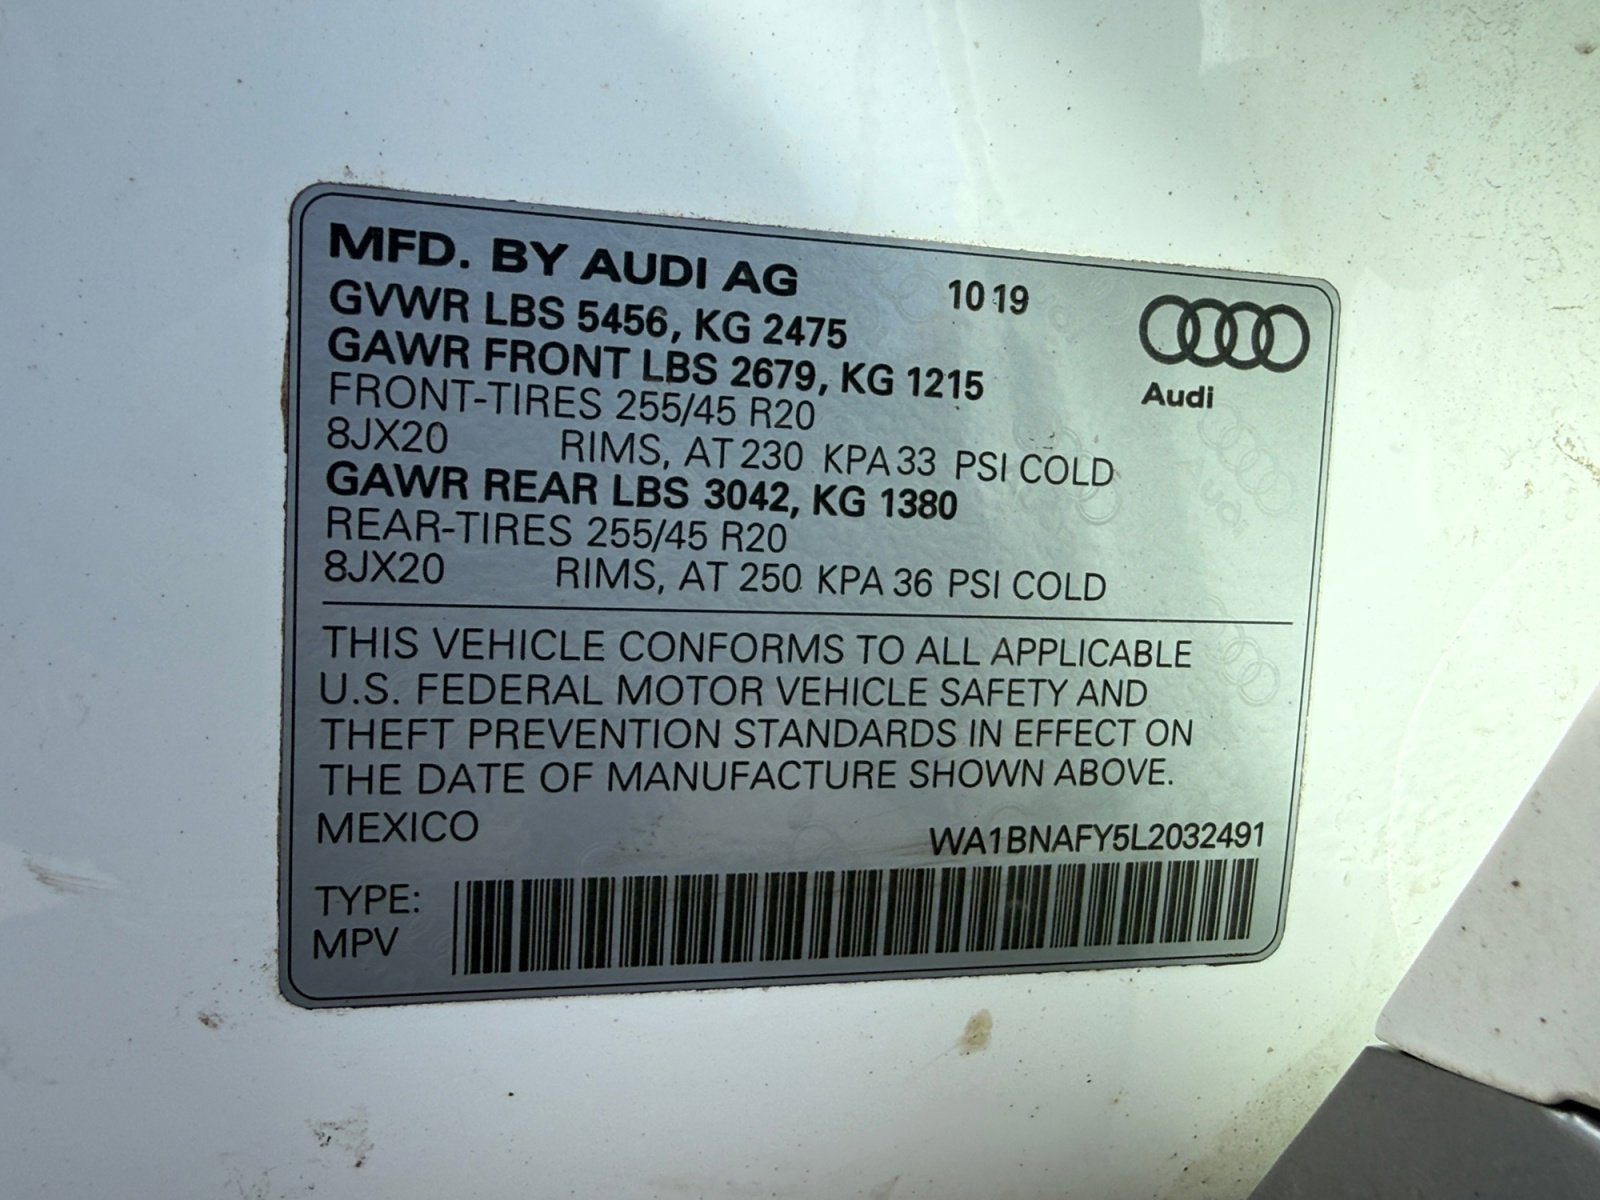 MFD. BY AUDI AG 10 19
GVWR LBS 5456, KG 2475
GAWR FRONT LBS 2679, KG 1215
FRONT-TIRES 255/45 R20
8JX20 RIMS, AT 230 KPA 33 PSI COLD
GAWR REAR LBS 3042, KG 1380
REAR-TIRES 255/45 R20
8JX20 RIMS, AT 250 KPA 36 PSI COLD
Audi
THIS VEHICLE CONFORMS TO ALL APPLICABLE
U.S. FEDERAL MOTOR VEHICLE SAFETY AND
THEFT PREVENTION STANDARDS IN EFFECT ON
THE DATE OF MANUFACTURE SHOWN ABOVE.
MEXICO WA1BNAFY5L2032491
TYPE:
MPV